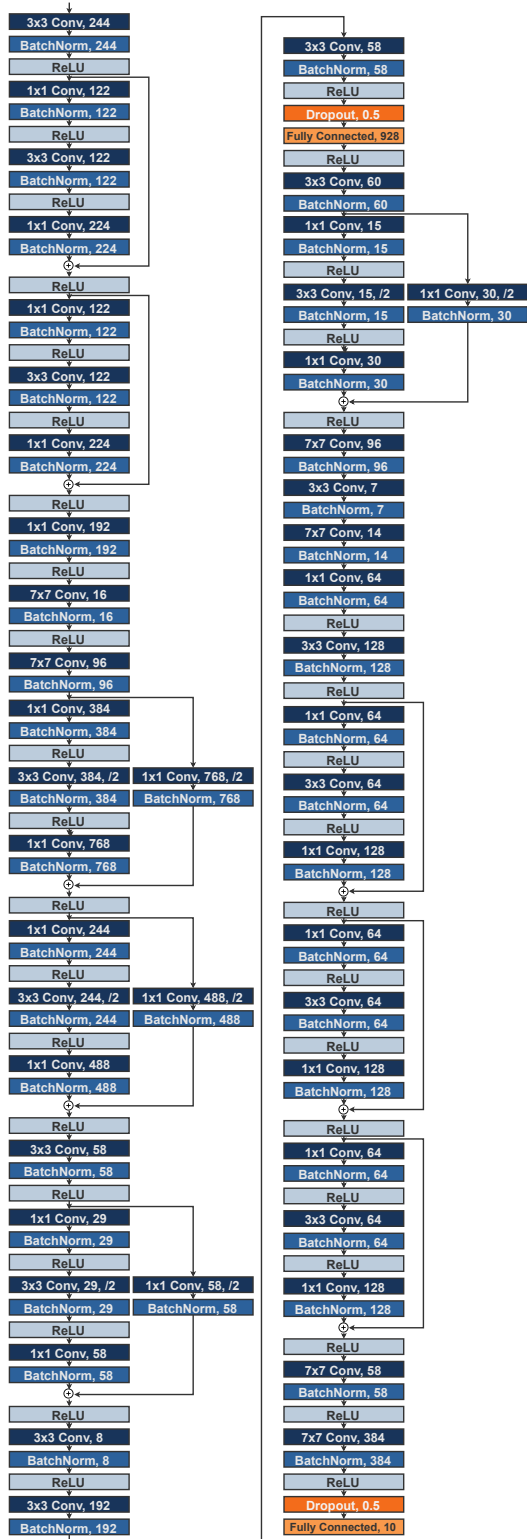 3x3 Conv, 244
BatchNorm, 244
ReLU
1x1 Conv, 122
BatchNorm, 122
ReLU
3x3 Conv, 122
BatchNorm, 122
ReLU
1x1 Conv, 224
BatchNorm, 224
ReLU
1x1 Conv, 122
BatchNorm, 122
ReLU
3x3 Conv, 122
BatchNorm, 122
ReLU
1x1 Conv, 224
BatchNorm, 224
ReLU
1x1 Conv, 192
BatchNorm, 192
ReLU
7x7 Conv, 16
BatchNorm, 16
ReLU
7x7 Conv, 96
BatchNorm, 96
1x1 Conv, 384
BatchNorm, 384
ReLU
3x3 Conv, 384, /2
1x1 Conv, 768, /2
BatchNorm, 384
BatchNorm, 768
ReLU
1x1 Conv, 768
BatchNorm, 768
ReLU
1x1 Conv, 244
BatchNorm, 244
ReLU
3x3 Conv, 244, /2
1x1 Conv, 488, /2
BatchNorm, 244
BatchNorm, 488
ReLU
1x1 Conv, 488
BatchNorm, 488
ReLU
3x3 Conv, 58
BatchNorm, 58
ReLU
1x1 Conv, 29
BatchNorm, 29
ReLU
3x3 Conv, 29, /2
1x1 Conv, 58, /2
BatchNorm, 29
BatchNorm, 58
ReLU
1x1 Conv, 58
BatchNorm, 58
ReLU
3x3 Conv, 8
BatchNorm, 8
ReLU
3x3 Conv, 192
BatchNorm, 192
3x3 Conv, 58
BatchNorm, 58
ReLU
Dropout, 0.5
Fully Connected, 928
ReLU
3x3 Conv, 60
BatchNorm, 60
1x1 Conv, 15
BatchNorm, 15
ReLU
3x3 Conv, 15, /2
1x1 Conv, 30, /2
BatchNorm, 15
BatchNorm, 30
ReLU
1x1 Conv, 30
BatchNorm, 30
ReLU
7x7 Conv, 96
BatchNorm, 96
3x3 Conv, 7
BatchNorm, 7
7x7 Conv, 14
BatchNorm, 14
1x1 Conv, 64
BatchNorm, 64
ReLU
3x3 Conv, 128
BatchNorm, 128
ReLU
1x1 Conv, 64
BatchNorm, 64
ReLU
3x3 Conv, 64
BatchNorm, 64
ReLU
1x1 Conv, 128
BatchNorm, 128
ReLU
1x1 Conv, 64
BatchNorm, 64
ReLU
3x3 Conv, 64
BatchNorm, 64
ReLU
1x1 Conv, 128
BatchNorm, 128
ReLU
1x1 Conv, 64
BatchNorm, 64
ReLU
3x3 Conv, 64
BatchNorm, 64
ReLU
1x1 Conv, 128
BatchNorm, 128
ReLU
7x7 Conv, 58
BatchNorm, 58
ReLU
7x7 Conv, 384
BatchNorm, 384
ReLU
Dropout, 0.5
Fully Connected, 10